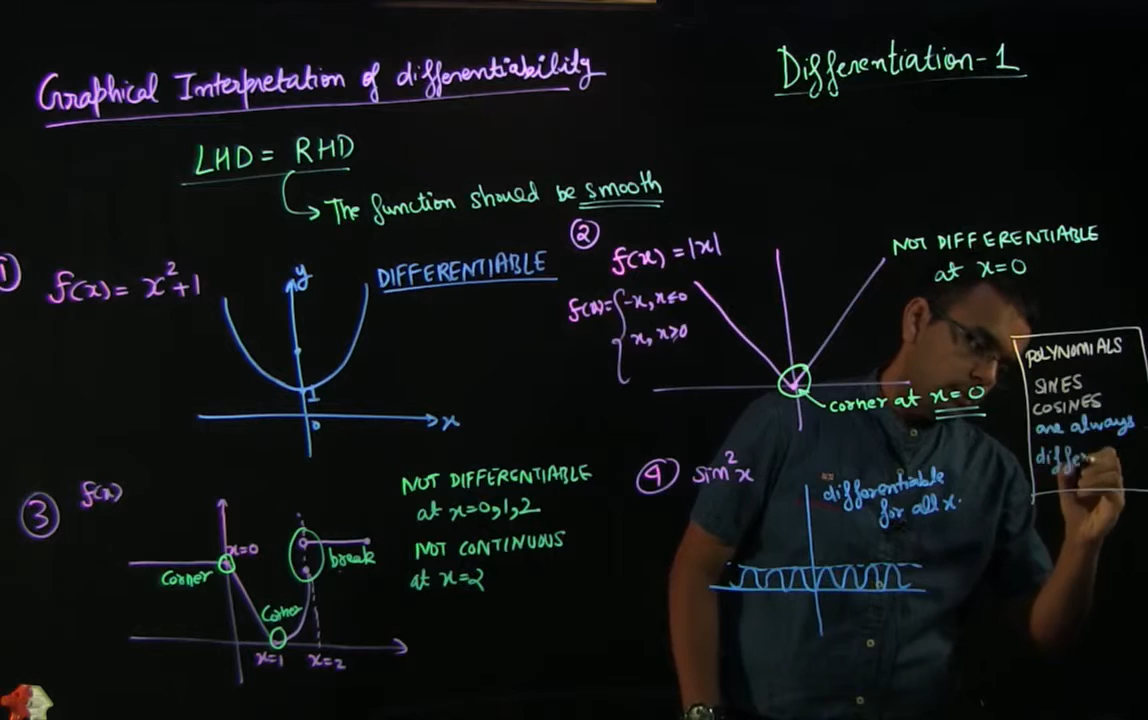 Graphical Interpretation of differentiability
Differentiation-1
LHD = RHD
The function should be smooth
①
f(x) = x²+1
y
DIFFERENTIABLE
1
0
x
②
f(x) = |x|
f(x) = { -x, x≤0
x, x≥0
NOT DIFFERENTIABLE
at x=0
corner at x=0
POLYNOMIALS
SINES
COSINES
are always
differ
③
f(x)
x=0
Corner
Corner
break
x=1
x=2
NOT DIFFERENTIABLE
at x=0,1,2
NOT CONTINUOUS
at x=2
④ sin²x
differentiable
for all x.